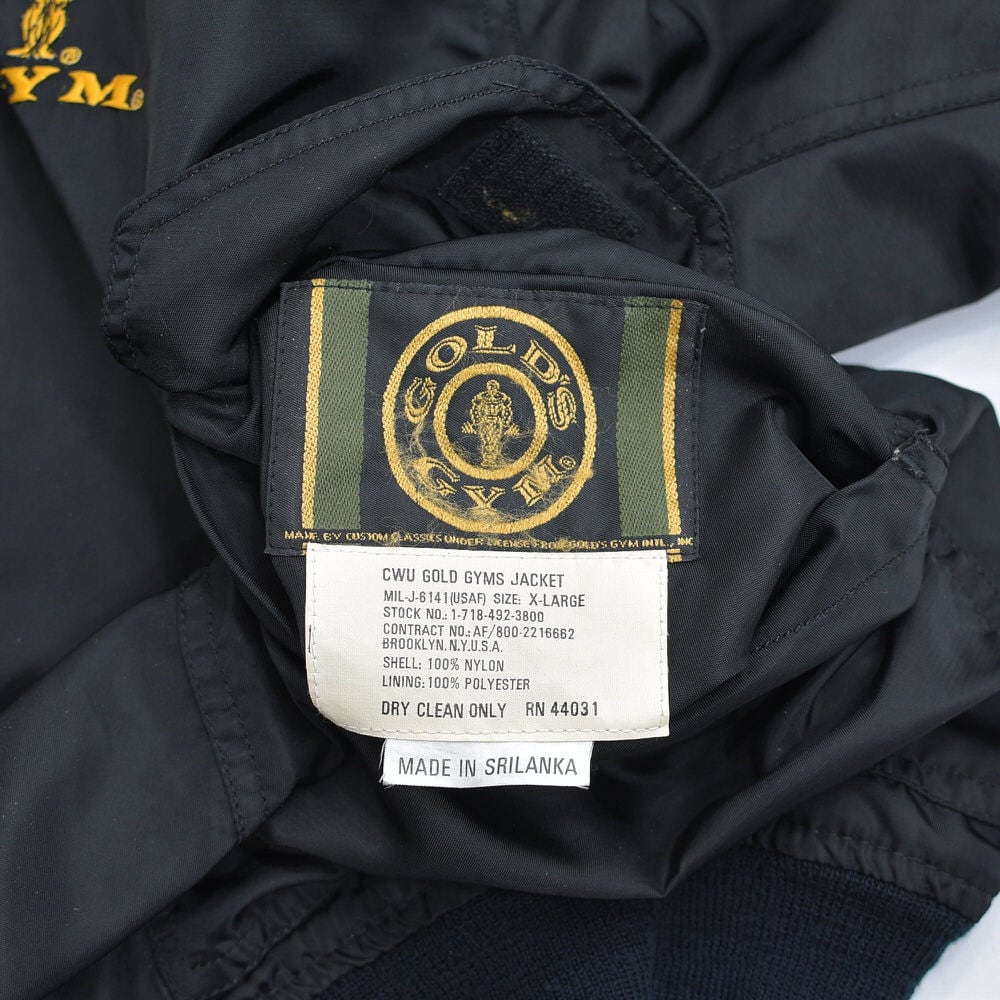 YM®
GOLD'S
GYM®
MANF. BY CUSTOM CLASSICS UNDER LICENSE FROM GOLD'S GYM INTL., INC
CWU GOLD GYMS JACKET
MIL-J-6141(USAF) SIZE: X-LARGE
STOCK NO.: 1-718-492-3800
CONTRACT NO.: AF/800-2216662
BROOKLYN. N.Y.U.S.A.
SHELL: 100% NYLON
LINING: 100% POLYESTER
DRY CLEAN ONLY RN 44031
MADE IN SRILANKA